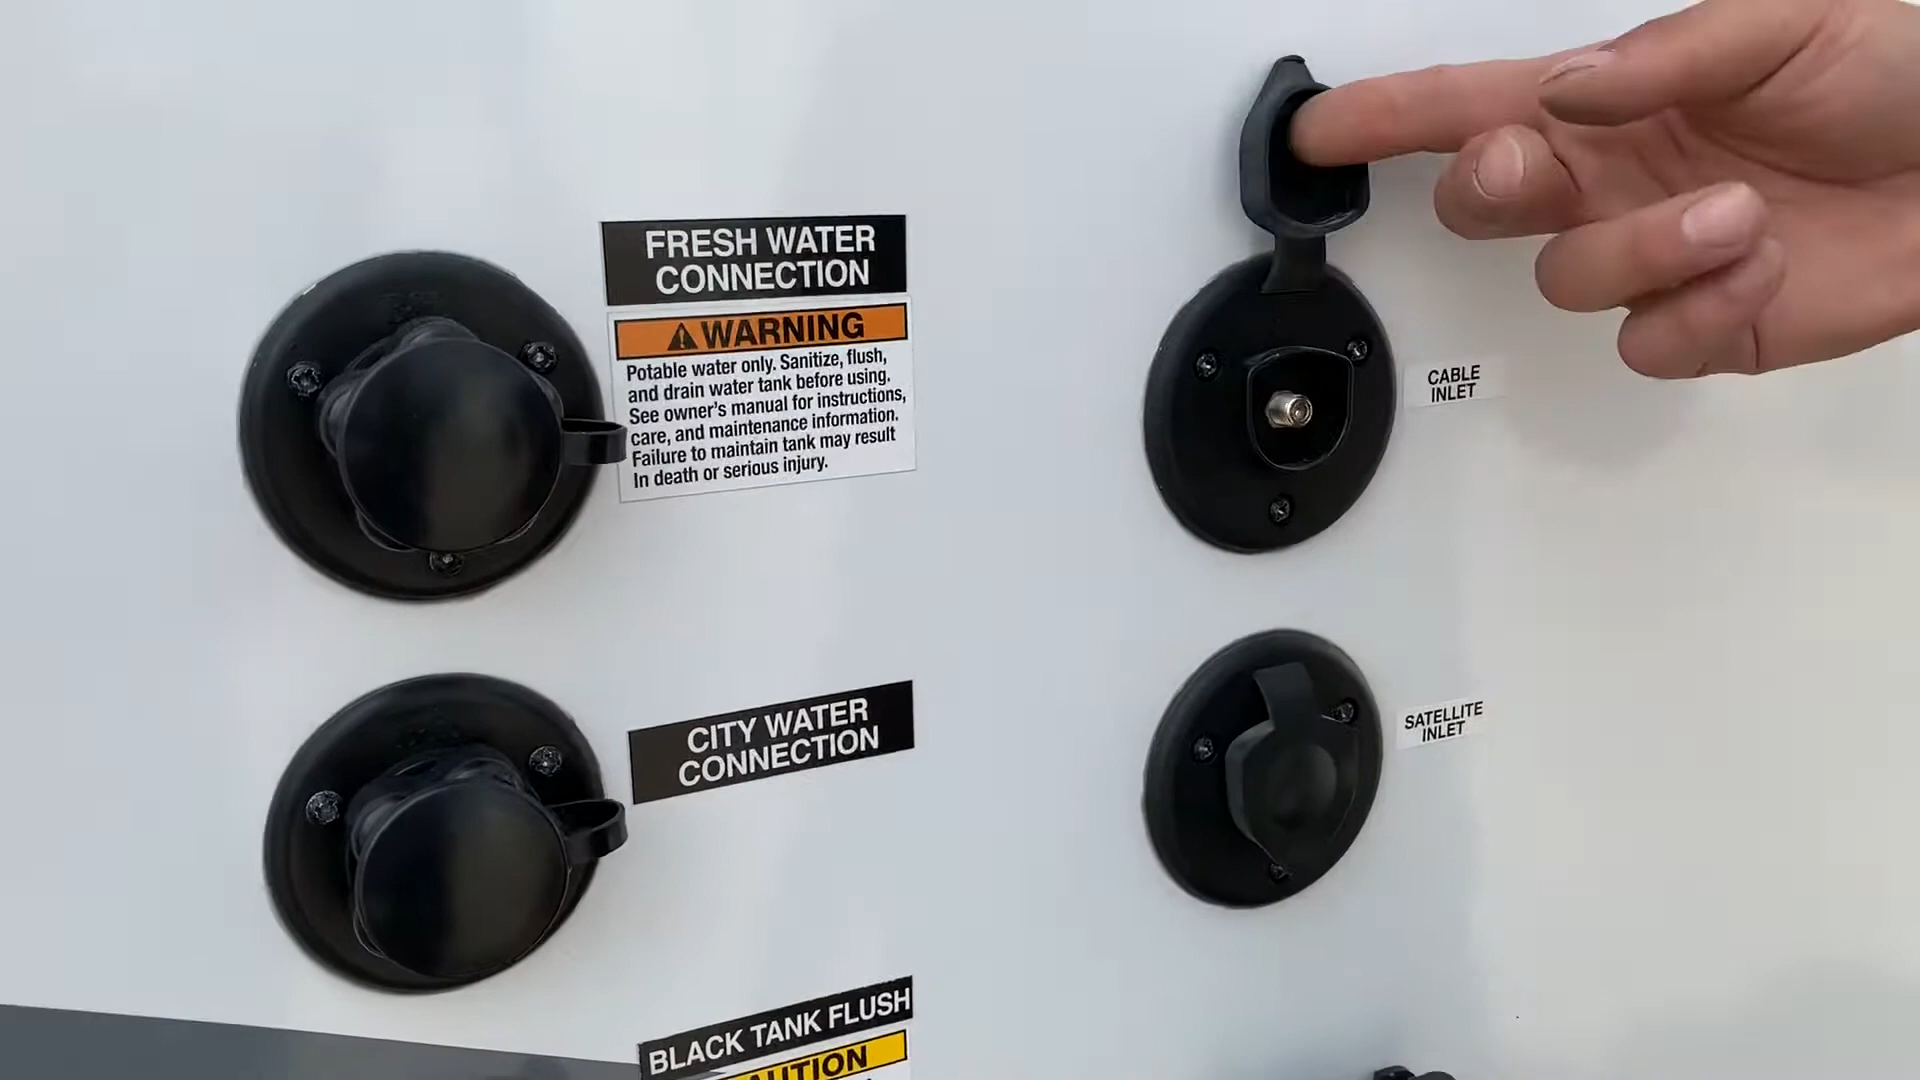 FRESH WATER
CONNECTION
WARNING
Potable water only. Sanitize, flush,
and drain water tank before using.
See owner's manual for instructions,
care, and maintenance information.
Failure to maintain tank may result
In death or serious injury.
CABLE
INLET
CITY WATER
CONNECTION
SATELLITE
INLET
BLACK TANK FLUSH